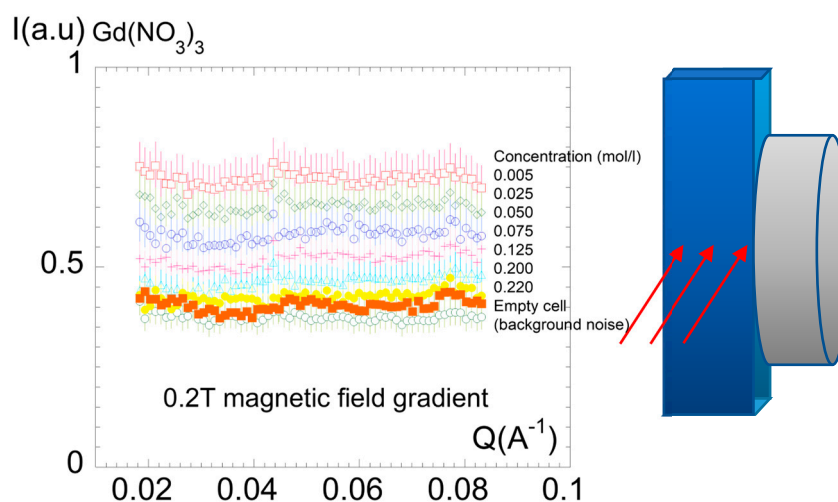 I(a.u) Gd(NO₃)₃
1
Concentration (mol/l)
0.005
0.025
0.050
0.075
0.125
0.200
0.220
Empty cell
(background noise)
0.5
0.2T magnetic field gradient
Q(A⁻¹)
0
0.02 0.04 0.06 0.08 0.1